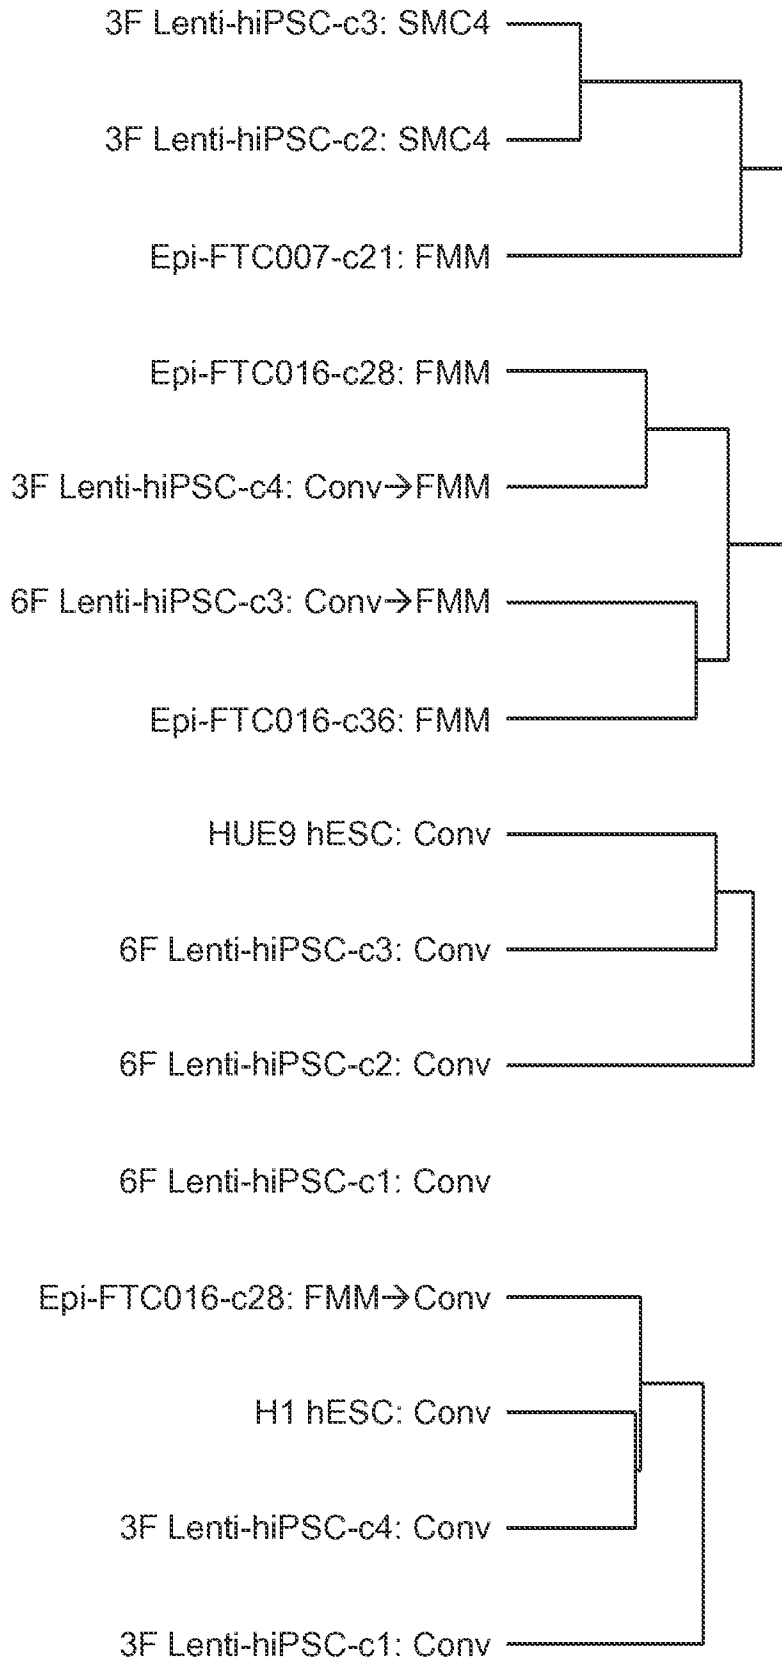 3F Lenti-hiPSC-c3: SMC4
3F Lenti-hiPSC-c2: SMC4
Epi-FTC007-c21: FMM
Epi-FTC016-c28: FMM
3F Lenti-hiPSC-c4: Conv→FMM
6F Lenti-hiPSC-c3: Conv→FMM
Epi-FTC016-c36: FMM
HUE9 hESC: Conv
6F Lenti-hiPSC-c3: Conv
6F Lenti-hiPSC-c2: Conv
6F Lenti-hiPSC-c1: Conv
Epi-FTC016-c28: FMM→Conv
H1 hESC: Conv
3F Lenti-hiPSC-c4: Conv
3F Lenti-hiPSC-c1: Conv